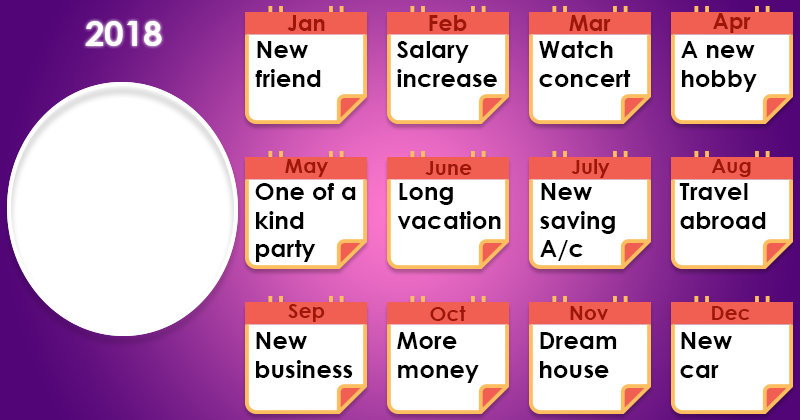 2018
Jan
New
friend
Feb
Salary
increase
Mar
Watch
concert
Apr
A new
hobby
May
One of a
kind
party
June
Long
vacation
July
New
saving
A/c
Aug
Travel
abroad
Sep
New
business
Oct
More
money
Nov
Dream
house
Dec
New
car